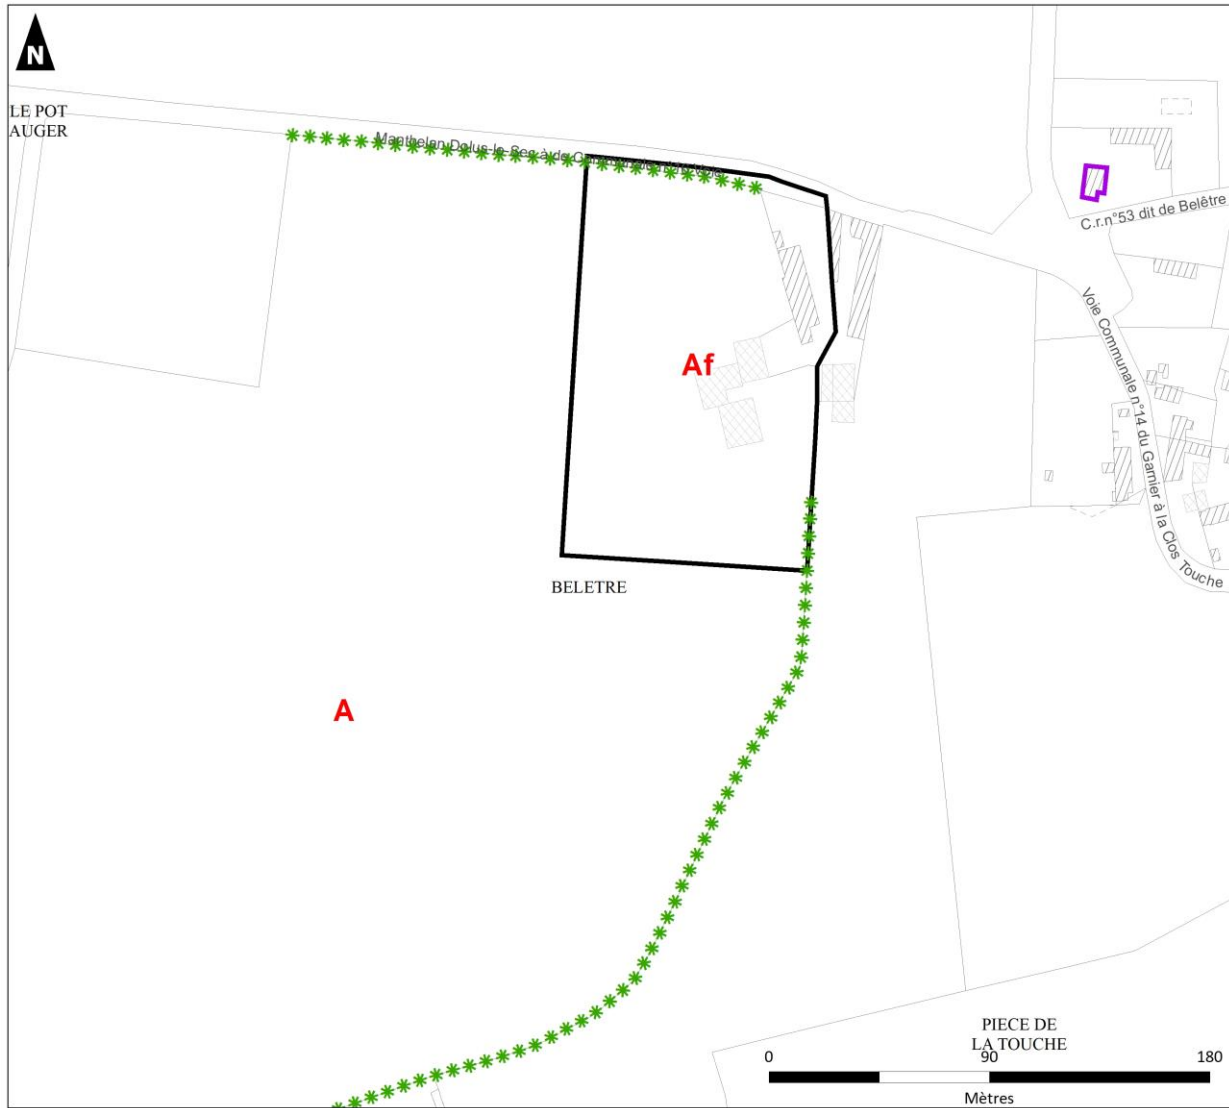 N
LE POT
AUGER
C.r.n°53 dit de Belêtre
Voie Communale n°14 du Garnier à la Clos Touche
Af
BELETRE
A
PIECE DE
LA TOUCHE
0 90 180
Mètres